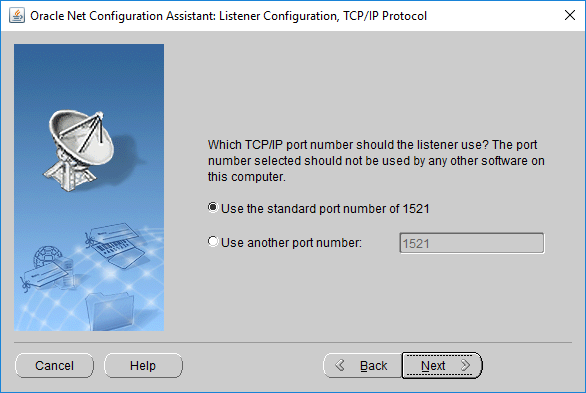 Oracle Net Configuration Assistant: Listener Configuration, TCP/IP Protocol
Which TCP/IP port number should the listener use? The port
number selected should not be used by any other software on
this computer.
Use the standard port number of 1521
Use another port number:
1521
Cancel
Help
Back
Next